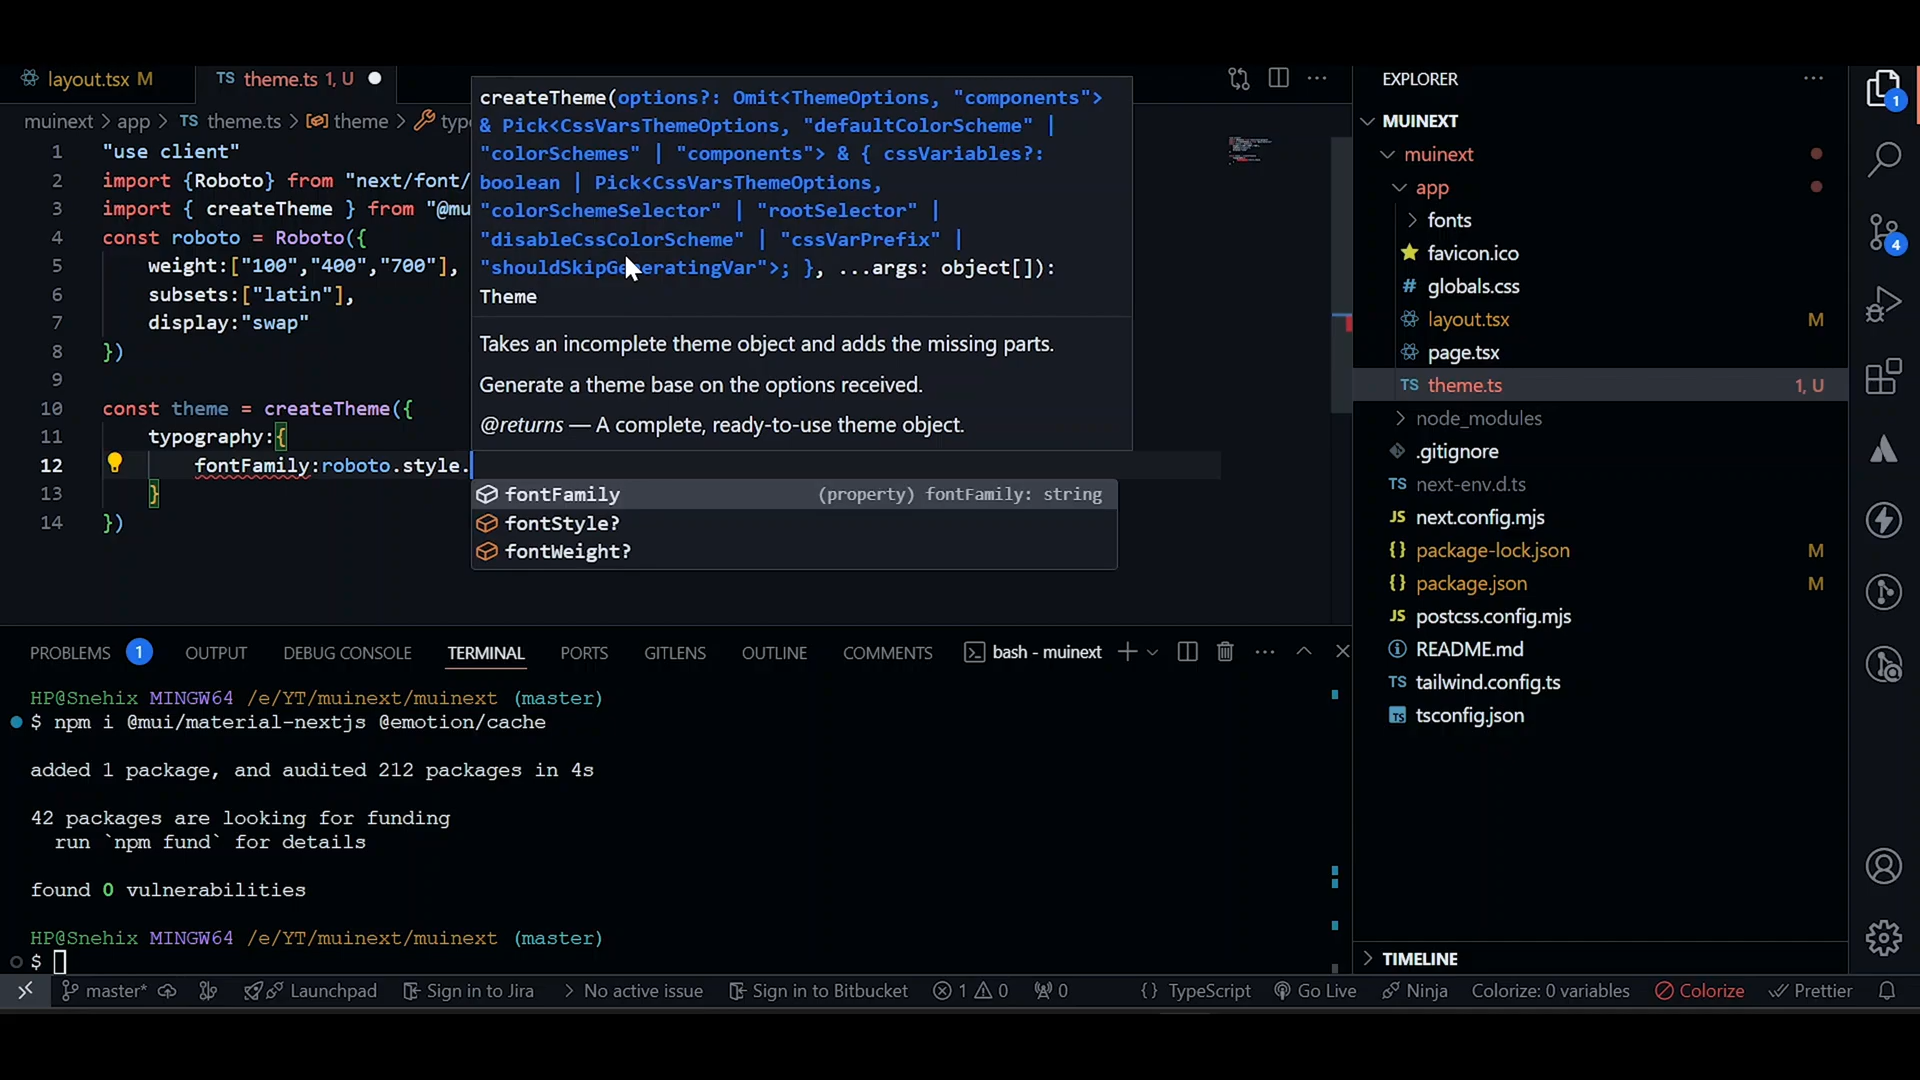 layout.tsx M
TS theme.ts 1, U
muinext > app > TS theme.ts > theme > typ
1 "use client"
2 import {Roboto} from "next/font/
3 import { createTheme } from "@mu
4 const roboto = Roboto({
5 weight:["100","400","700"],
6 subsets:["latin"],
7 display:"swap"
8 })
9
10 const theme = createTheme({
11 typography:{
12 fontFamily:roboto.style.
13 }
14 })
createTheme(options?: Omit<ThemeOptions, "components">
& Pick<CssVarsThemeOptions, "defaultColorScheme" |
"colorSchemes" | "components"> & { cssVariables?:
boolean | Pick<CssVarsThemeOptions,
"colorSchemeSelector" | "rootSelector" |
"disableCssColorScheme" | "cssVarPrefix" |
"shouldSkipGeneratingVar">; }, ...args: object[]):
Theme
Takes an incomplete theme object and adds the missing parts.
Generate a theme base on the options received.
@returns — A complete, ready-to-use theme object.
fontFamily (property) fontFamily: string
fontStyle?
fontWeight?
PROBLEMS 1 OUTPUT DEBUG CONSOLE TERMINAL PORTS GITLENS OUTLINE COMMENTS bash - muinext
HP@Snehix MINGW64 /e/YT/muinext/muinext (master)
$ npm i @mui/material-nextjs @emotion/cache
added 1 package, and audited 212 packages in 4s
42 packages are looking for funding
run `npm fund` for details
found 0 vulnerabilities
HP@Snehix MINGW64 /e/YT/muinext/muinext (master)
$
EXPLORER
MUINEXT
muinext
app
fonts
favicon.ico
# globals.css
layout.tsx M
page.tsx
TS theme.ts 1, U
node_modules
.gitignore
TS next-env.d.ts
JS next.config.mjs
{} package-lock.json M
{} package.json M
JS postcss.config.mjs
README.md
TS tailwind.config.ts
TS tsconfig.json
TIMELINE
1
4
master* Launchpad Sign in to Jira No active issue Sign in to Bitbucket 1 0 0 {} TypeScript Go Live Ninja Colorize: 0 variables Colorize Prettier